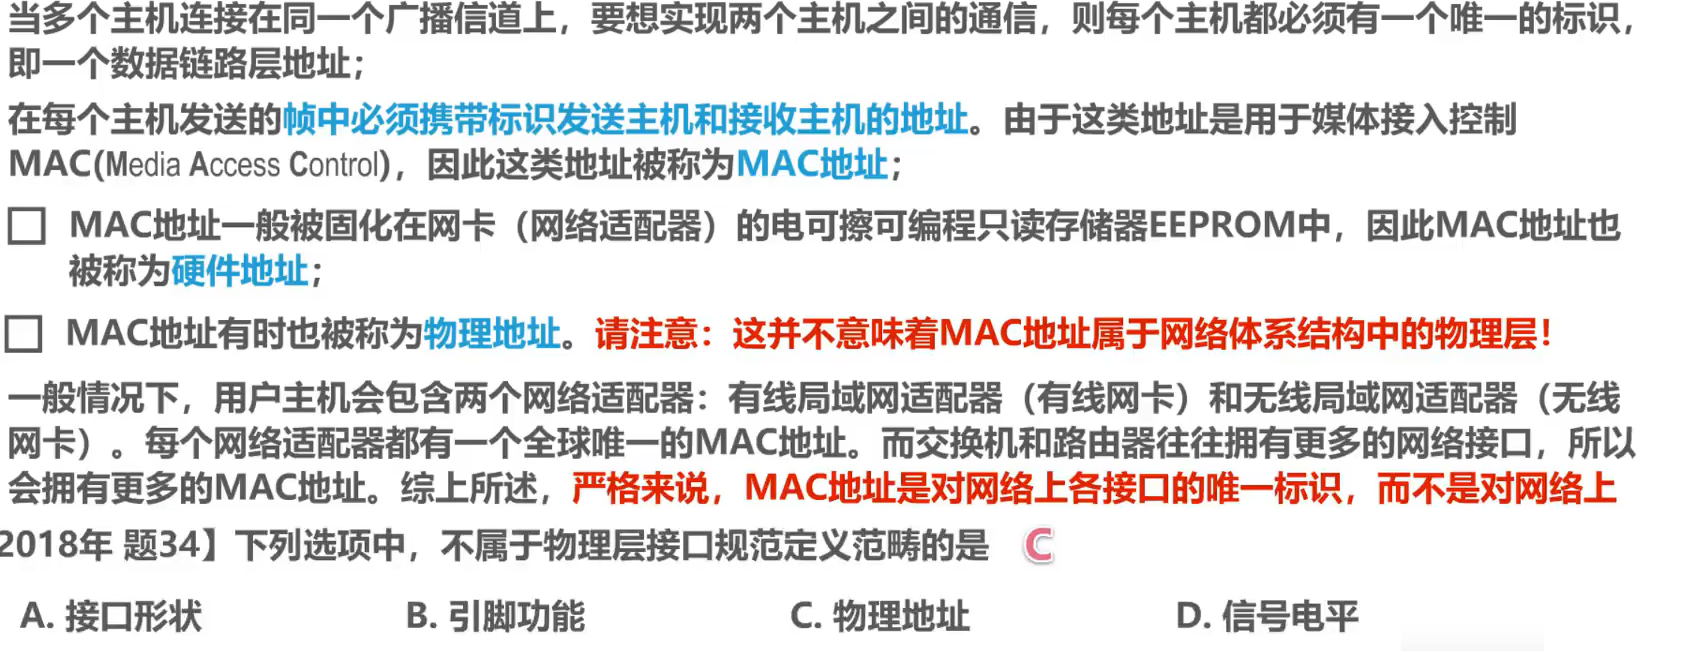 当多个主机连接在同一个广播信道上，要想实现两个主机之间的通信，则每个主机都必须有一个唯一的标识，
即一个数据链路层地址；
在每个主机发送的帧中必须携带标识发送主机和接收主机的地址。由于这类地址是用于媒体接入控制
MAC(Media Access Control)，因此这类地址被称为MAC地址；
MAC地址一般被固化在网卡（网络适配器）的电可擦可编程只读存储器EEPROM中，因此MAC地址也
被称为硬件地址；
MAC地址有时也被称为物理地址。请注意：这并不意味着MAC地址属于网络体系结构中的物理层！
一般情况下，用户主机会包含两个网络适配器：有线局域网适配器（有线网卡）和无线局域网适配器（无线
网卡）。每个网络适配器都有一个全球唯一的MAC地址。而交换机和路由器往往拥有更多的网络接口，所以
会拥有更多的MAC地址。综上所述，严格来说，MAC地址是对网络上各接口的唯一标识，而不是对网络上
2018年 题34】下列选项中，不属于物理层接口规范定义范畴的是 C
A. 接口形状 B. 引脚功能 C. 物理地址 D. 信号电平